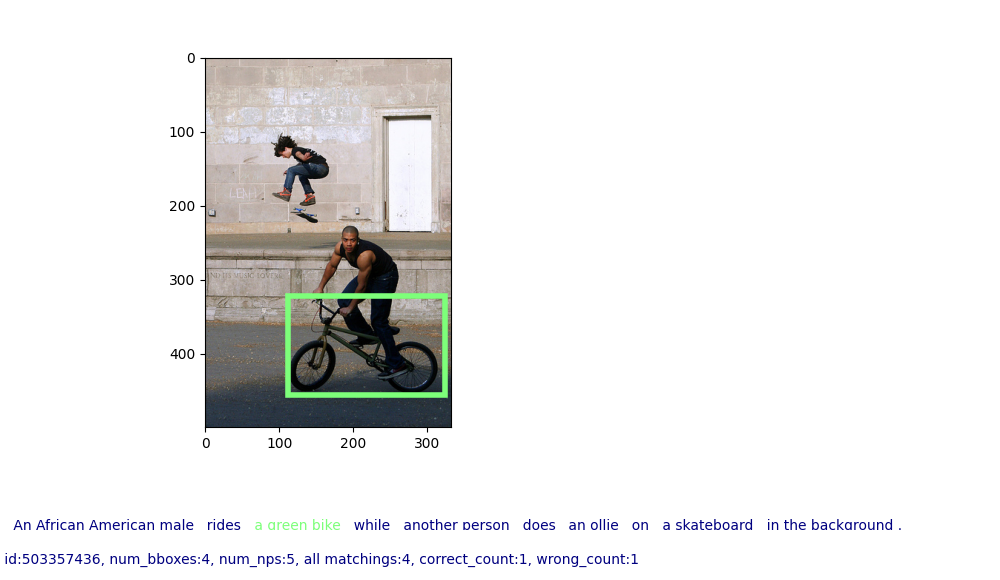 0
100
200
300
400
0 100 200 300
An African American male rides a green bike while another person does an ollie on a skateboard in the background .
id:503357436, num_bboxes:4, num_nps:5, all matchings:4, correct_count:1, wrong_count:1